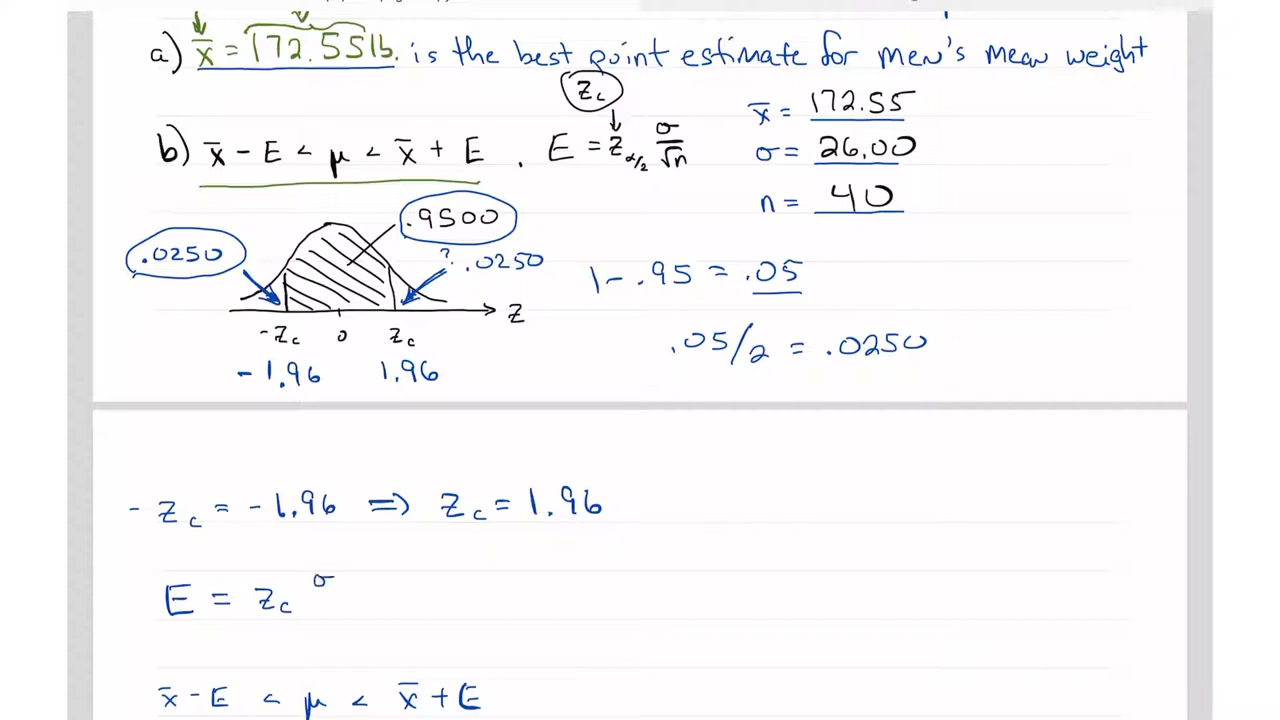 a) x̄ = 172.55 lb. is the best point estimate for men's mean weight
z_c
x̄ = 172.55
b) x̄ - E < μ < x̄ + E . E = z_α/2 σ/√n
σ = 26.00
n = 40
.9500
.0250
? .0250
1 - .95 = .05
z
-z_c 0 z_c
.05/2 = .0250
-1.96 1.96
-z_c = -1.96 ⇒ z_c = 1.96
E = z_c σ
x̄ - E < μ < x̄ + E